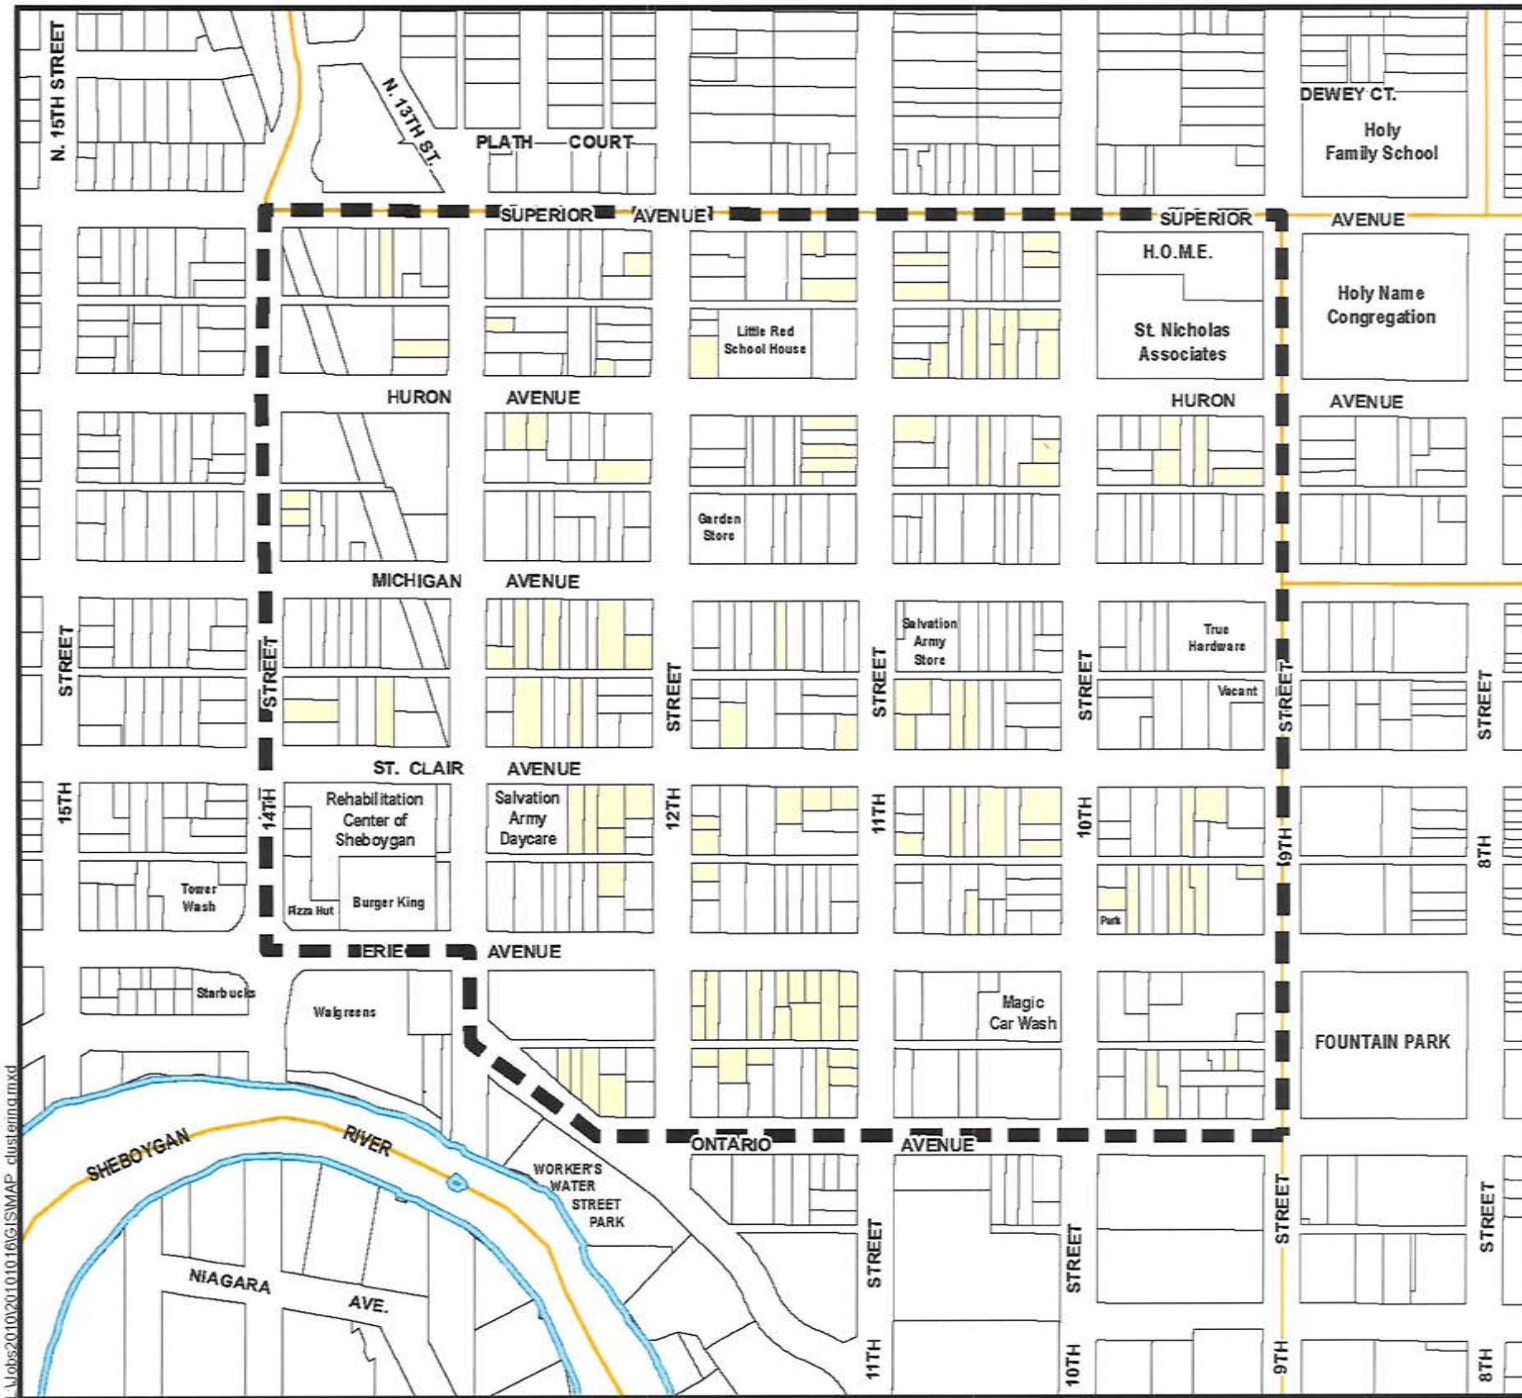 N. 15TH STREET
N. 13TH ST.
PLATH COURT
DEWEY CT.
Holy
Family School
SUPERIOR AVENUE
SUPERIOR AVENUE
H.O.M.E.
Holy Name
Congregation
Little Red
School House
St. Nicholas
Associates
HURON AVENUE
HURON AVENUE
Garden
Store
MICHIGAN AVENUE
Salvation
Army
Store
True
Hardware
STREET
STREET
STREET
STREET
STREET
STREET
STREET
Vacant
ST. CLAIR AVENUE
15TH
14TH
Rehabilitation
Center of
Sheboygan
Salvation
Army
Daycare
12TH
11TH
10TH
9TH
8TH
Tower
Wash
Pizza Hut
Burger King
Park
ERIE AVENUE
Starbucks
Walgreens
Magic
Car Wash
FOUNTAIN PARK
SHEBOYGAN RIVER
ONTARIO AVENUE
WORKER'S
WATER
STREET
PARK
NIAGARA AVE.
STREET
STREET
STREET
STREET
11TH
10TH
9TH
8TH
\Jobs2010\20101016\GIS\MAP_clustering.mxd